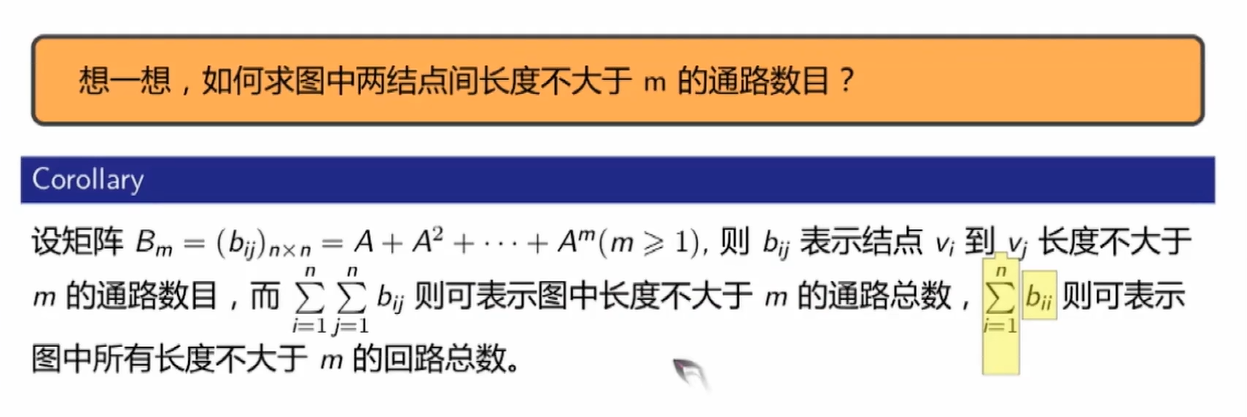 想一想，如何求图中两结点间长度不大于 m 的通路数目？
Corollary
设矩阵 $B_m = (b_{ij})_{n \times n} = A + A^2 + \cdots + A^m (m \geqslant 1)$, 则 $b_{ij}$ 表示结点 $v_i$ 到 $v_j$ 长度不大于
$m$ 的通路数目，而 $\sum_{i=1}^{n} \sum_{j=1}^{n} b_{ij}$ 则可表示图中长度不大于 $m$ 的通路总数，$\sum_{i=1}^{n} b_{ii}$ 则可表示
图中所有长度不大于 $m$ 的回路总数。